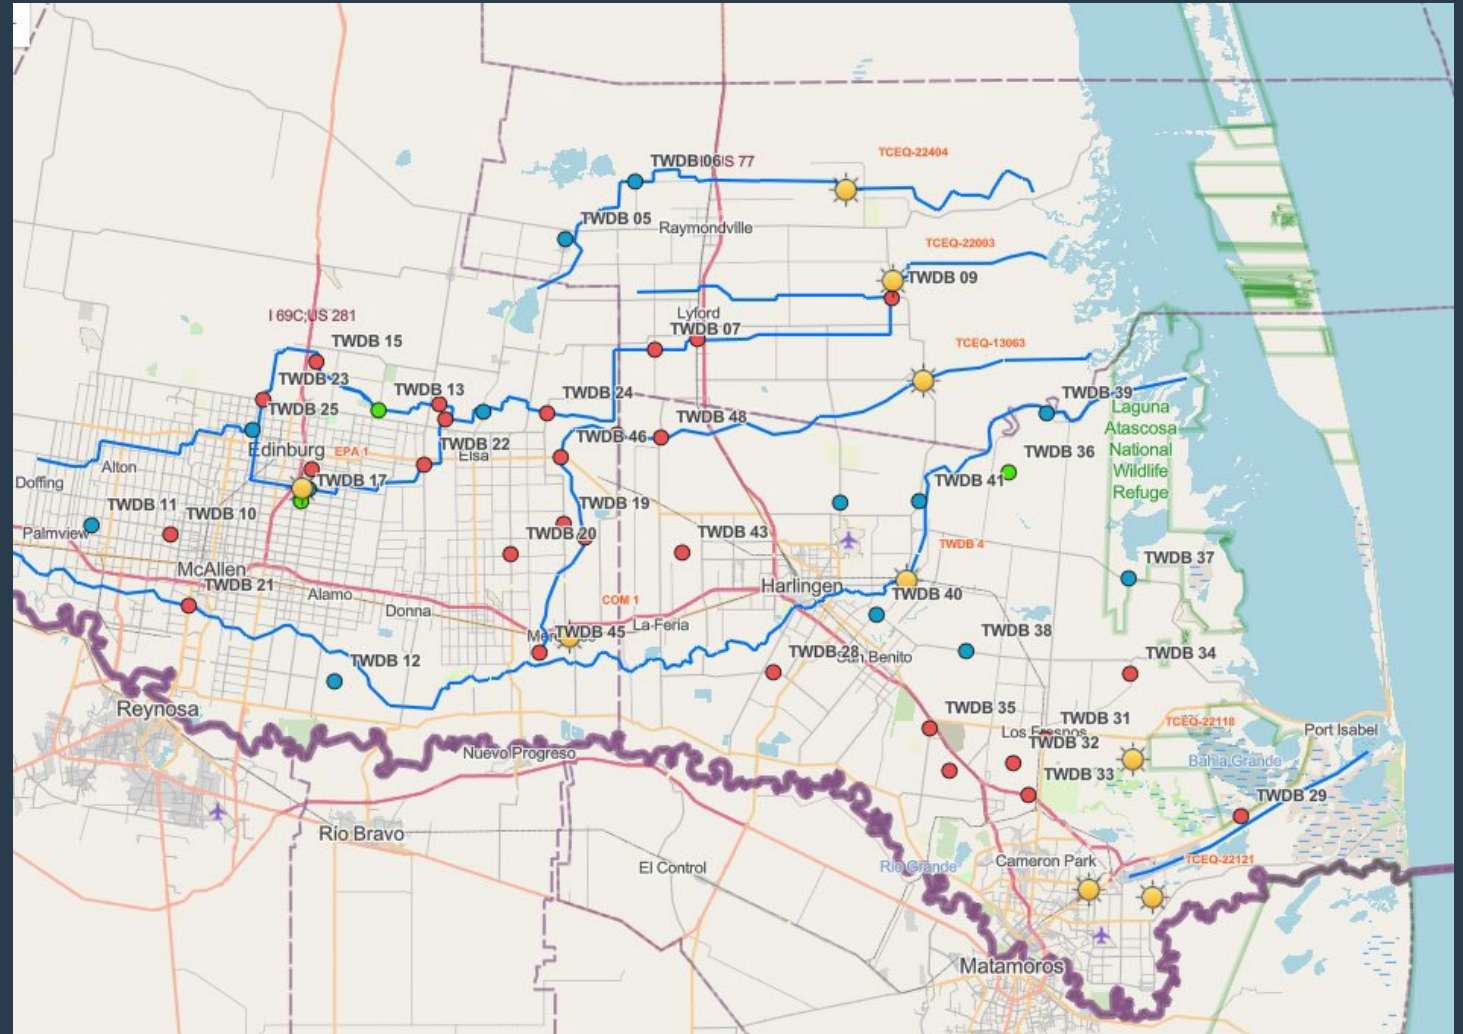 TCEQ-22404
TWDB 06
US 77
TWDB 05
Raymondville
TCEQ-22003
TWDB 09
I 69C;US 281
Lyford
TWDB 07
TWDB 15
TCEQ-13063
TWDB 23
TWDB 13
TWDB 24
TWDB 39
TWDB 25
TWDB 48
Laguna
Atascosa
National
Wildlife
Refuge
TWDB 46
TWDB 22
Edinburg
EPA 1
Elsa
TWDB 36
Alton
Doffing
TWDB 17
TWDB 41
TWDB 11
TWDB 10
TWDB 19
Palmview
TWDB 20
TWDB 43
TWDB 4
TWDB 37
McAllen
TWDB 21
Harlingen
Alamo
TWDB 40
COM 1
Donna
La Feria
TWDB 45
TWDB 38
TWDB 28
San Benito
TWDB 12
TWDB 34
Reynosa
TWDB 35
TWDB 31
TCEQ-22118
Los Fresnos
Port Isabel
TWDB 32
Nuevo Progreso
Bahia Grande
TWDB 33
TWDB 29
Río Bravo
El Control
Rio Grande
Cameron Park
TCEQ-22121
Matamoros